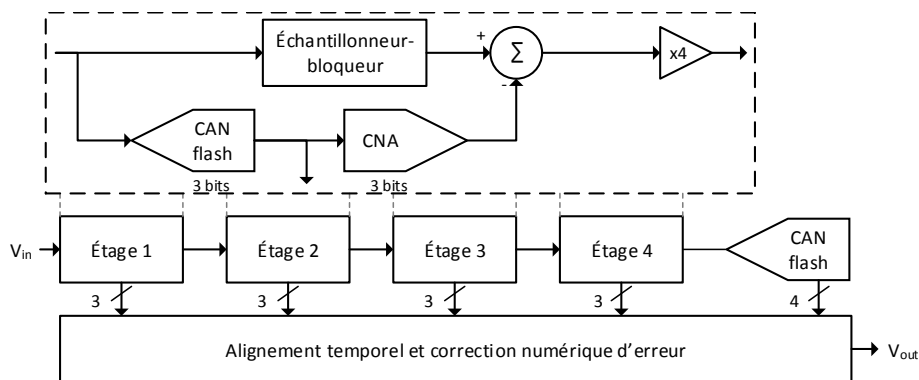 Échantillonneur-
bloqueur
+
Σ
-
x4
CAN
flash
3 bits
CNA
3 bits
Vin
Étage 1
Étage 2
Étage 3
Étage 4
CAN
flash
3
3
3
3
4
Alignement temporel et correction numérique d’erreur
Vout